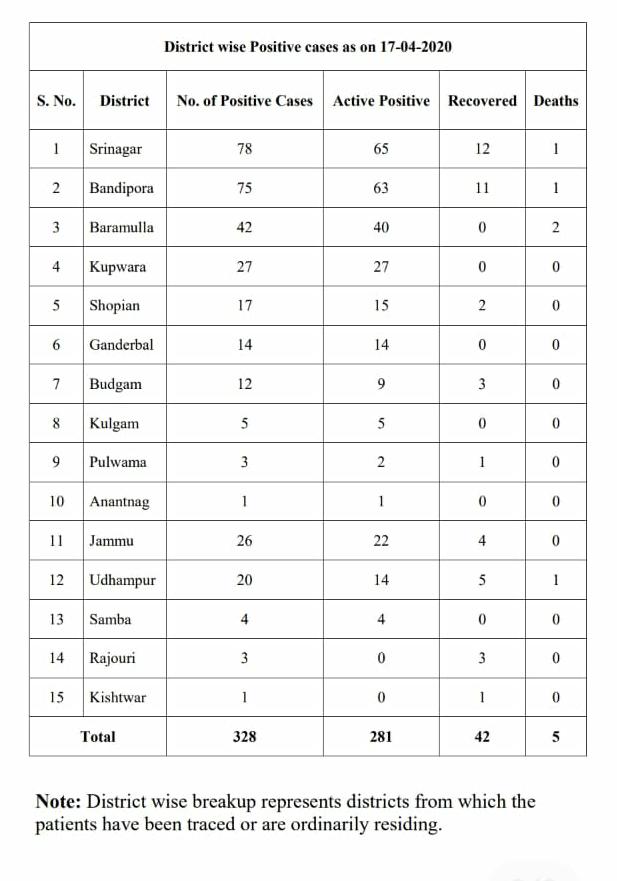 District wise Positive cases as on 17-04-2020
S. No. District No. of Positive Cases Active Positive Recovered Deaths
1 Srinagar 78 65 12 1
2 Bandipora 75 63 11 1
3 Baramulla 42 40 0 2
4 Kupwara 27 27 0 0
5 Shopian 17 15 2 0
6 Ganderbal 14 14 0 0
7 Budgam 12 9 3 0
8 Kulgam 5 5 0 0
9 Pulwama 3 2 1 0
10 Anantnag 1 1 0 0
11 Jammu 26 22 4 0
12 Udhampur 20 14 5 1
13 Samba 4 4 0 0
14 Rajouri 3 0 3 0
15 Kishtwar 1 0 1 0
Total 328 281 42 5
Note: District wise breakup represents districts from which the
patients have been traced or are ordinarily residing.